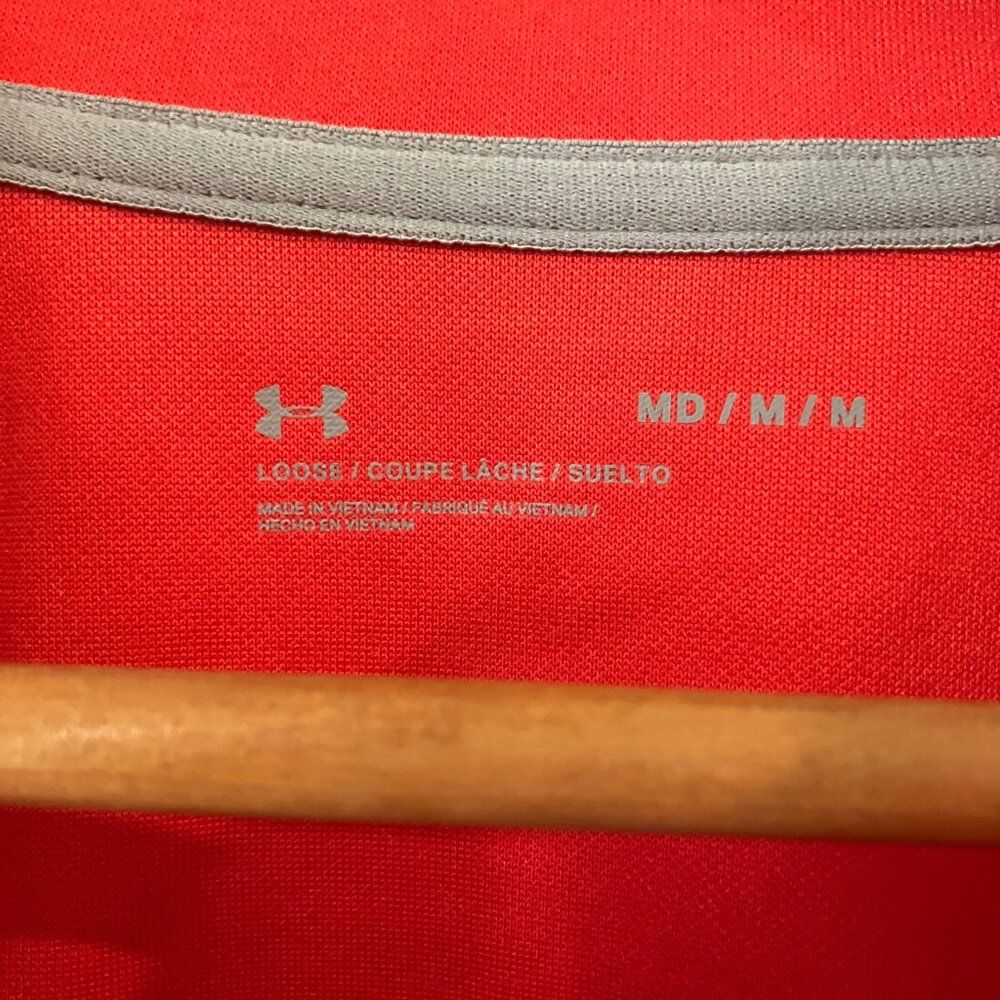 MD / M / M
LOOSE / COUPE LÂCHE / SUELTO
MADE IN VIETNAM / FABRIQUÉ AU VIETNAM /
HECHO EN VIETNAM